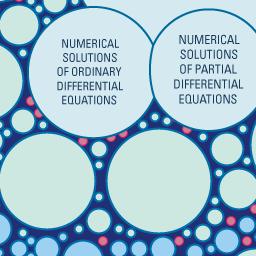 NUMERICAL
SOLUTIONS
OF ORDINARY
DIFFERENTIAL
EQUATIONS
NUMERICAL
SOLUTIONS
OF PARTIAL
DIFFERENTIAL
EQUATIONS